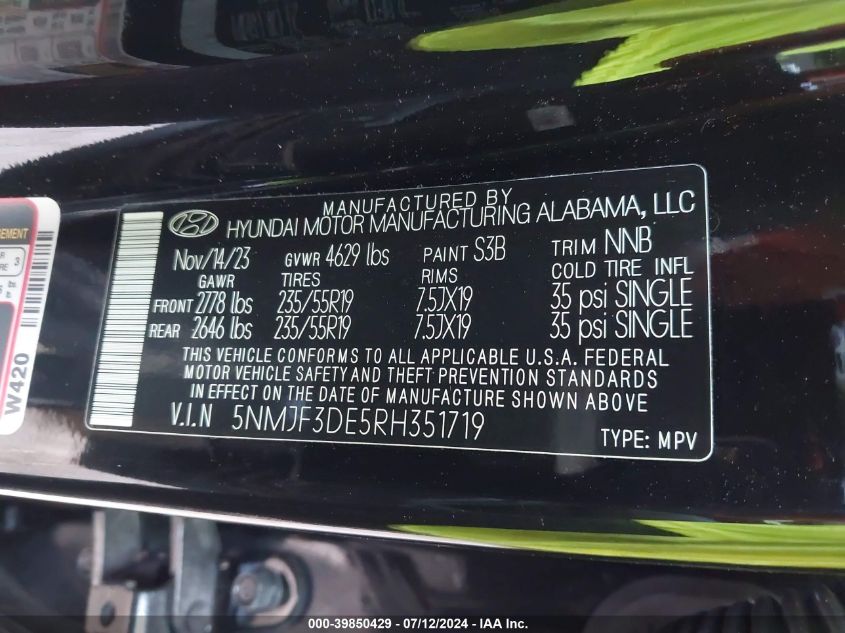 MANUFACTURED BY
HYUNDAI MOTOR MANUFACTURING ALABAMA, LLC
Nov/14/23 GVWR 4629 lbs PAINT S3B TRIM NNB
GAWR TIRES RIMS COLD TIRE INFL
FRONT 2778 lbs 235/55R19 7.5JX19 35 psi SINGLE
REAR 2646 lbs 235/55R19 7.5JX19 35 psi SINGLE
THIS VEHICLE CONFORMS TO ALL APPLICABLE U.S.A. FEDERAL
MOTOR VEHICLE SAFETY AND THEFT PREVENTION STANDARDS
IN EFFECT ON THE DATE OF MANUFACTURE SHOWN ABOVE
V.I.N 5NMJF3DE5RH351719
TYPE: MPV
W420
000-39850429 - 07/12/2024 - IAA Inc.